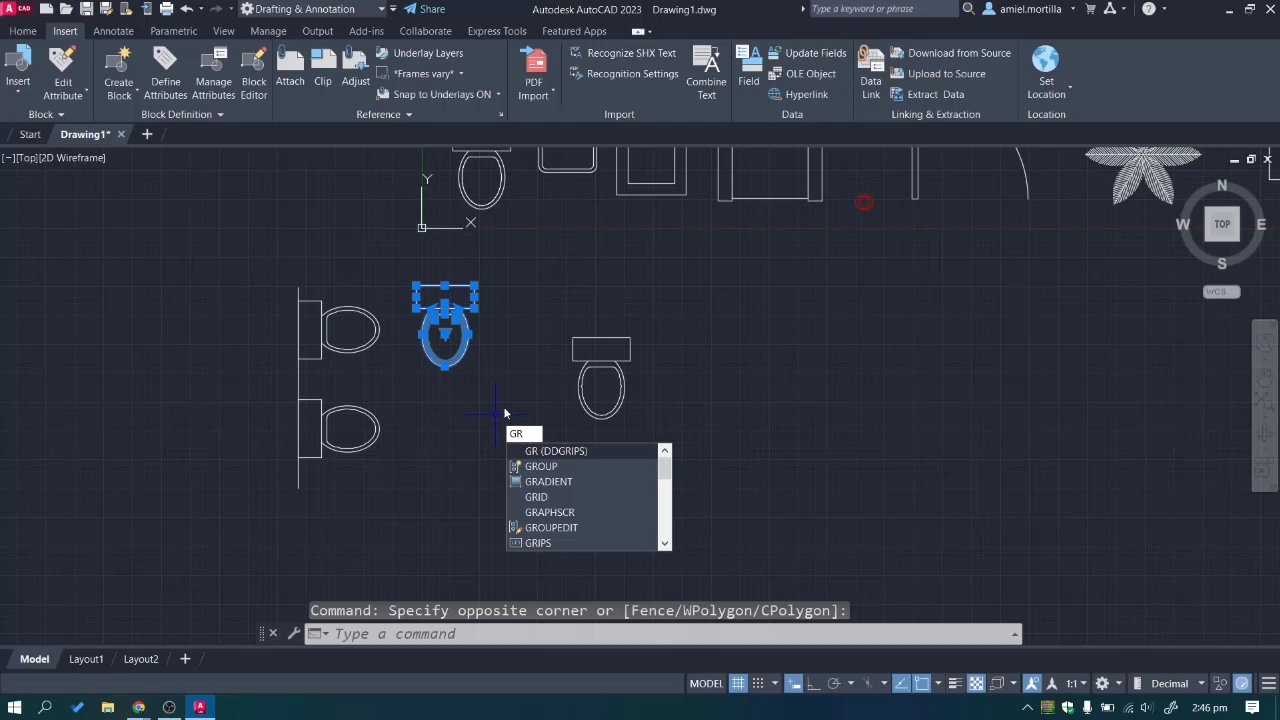 CAD
Drafting & Annotation
Share
Autodesk AutoCAD 2023 Drawing1.dwg
Type a keyword or phrase
amiel.mortilla
Home Insert Annotate Parametric View Manage Output Add-ins Collaborate Express Tools Featured Apps
Insert
Edit
Attribute
Create
Block
Define
Attributes
Manage
Attributes
Block
Editor
Attach
Clip
Adjust
Underlay Layers
*Frames vary*
Snap to Underlays ON
PDF
Import
Recognize SHX Text
Recognition Settings
Combine
Text
Field
Update Fields
OLE Object
Hyperlink
Data
Link
Download from Source
Upload to Source
Extract Data
Set
Location
Block Block Definition Reference Import Data Linking & Extraction Location
Start Drawing1*
[−][Top][2D Wireframe]
Y
X
N
W TOP E
S
WCS
GR
GR (DDGRIPS)
GROUP
GRADIENT
GRID
GRAPHSCR
GROUPEDIT
GRIPS
Command: Specify opposite corner or [Fence/WPolygon/CPolygon]:
Type a command
Model Layout1 Layout2
MODEL 1:1 Decimal
2:46 pm